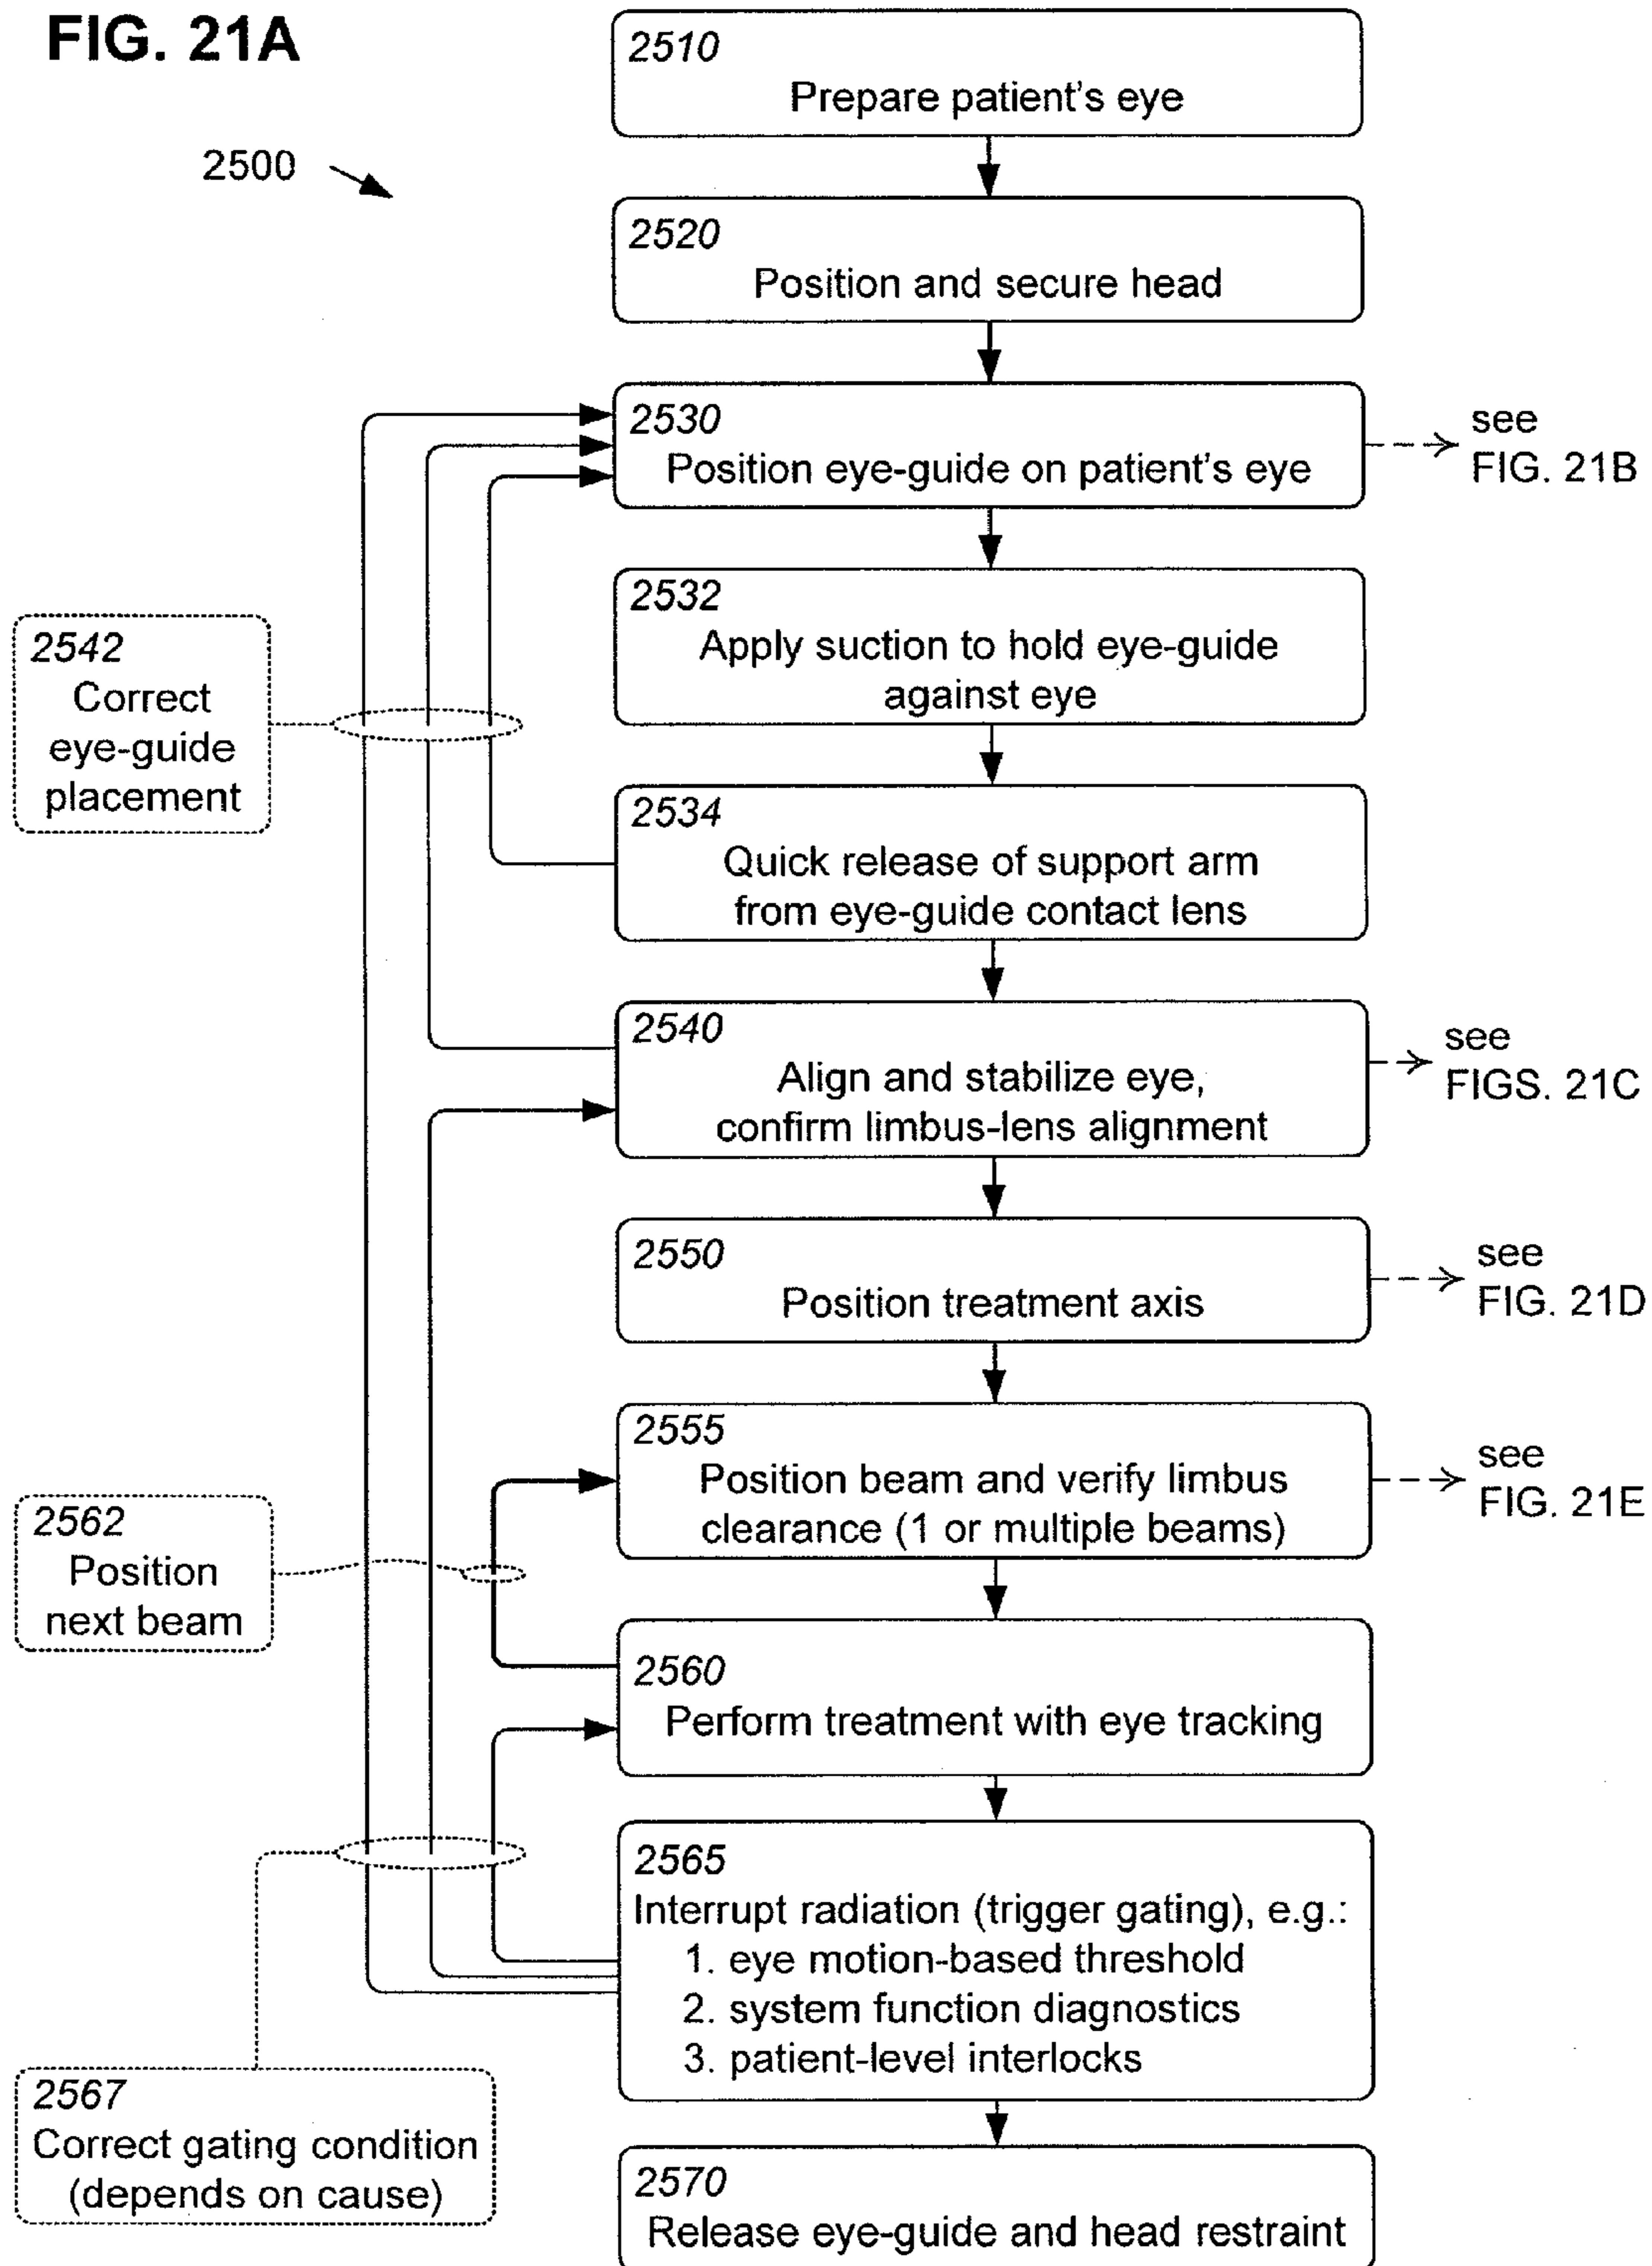 FIG. 21A
2500
2510
Prepare patient's eye
2520
Position and secure head
2530
Position eye-guide on patient's eye
see
FIG. 21B
2532
Apply suction to hold eye-guide
against eye
2542
Correct
eye-guide
placement
2534
Quick release of support arm
from eye-guide contact lens
2540
Align and stabilize eye,
confirm limbus-lens alignment
see
FIGS. 21C
2550
Position treatment axis
see
FIG. 21D
2555
Position beam and verify limbus
clearance (1 or multiple beams)
see
FIG. 21E
2562
Position
next beam
2560
Perform treatment with eye tracking
2565
Interrupt radiation (trigger gating), e.g.:
1. eye motion-based threshold
2. system function diagnostics
3. patient-level interlocks
2567
Correct gating condition
(depends on cause)
2570
Release eye-guide and head restraint